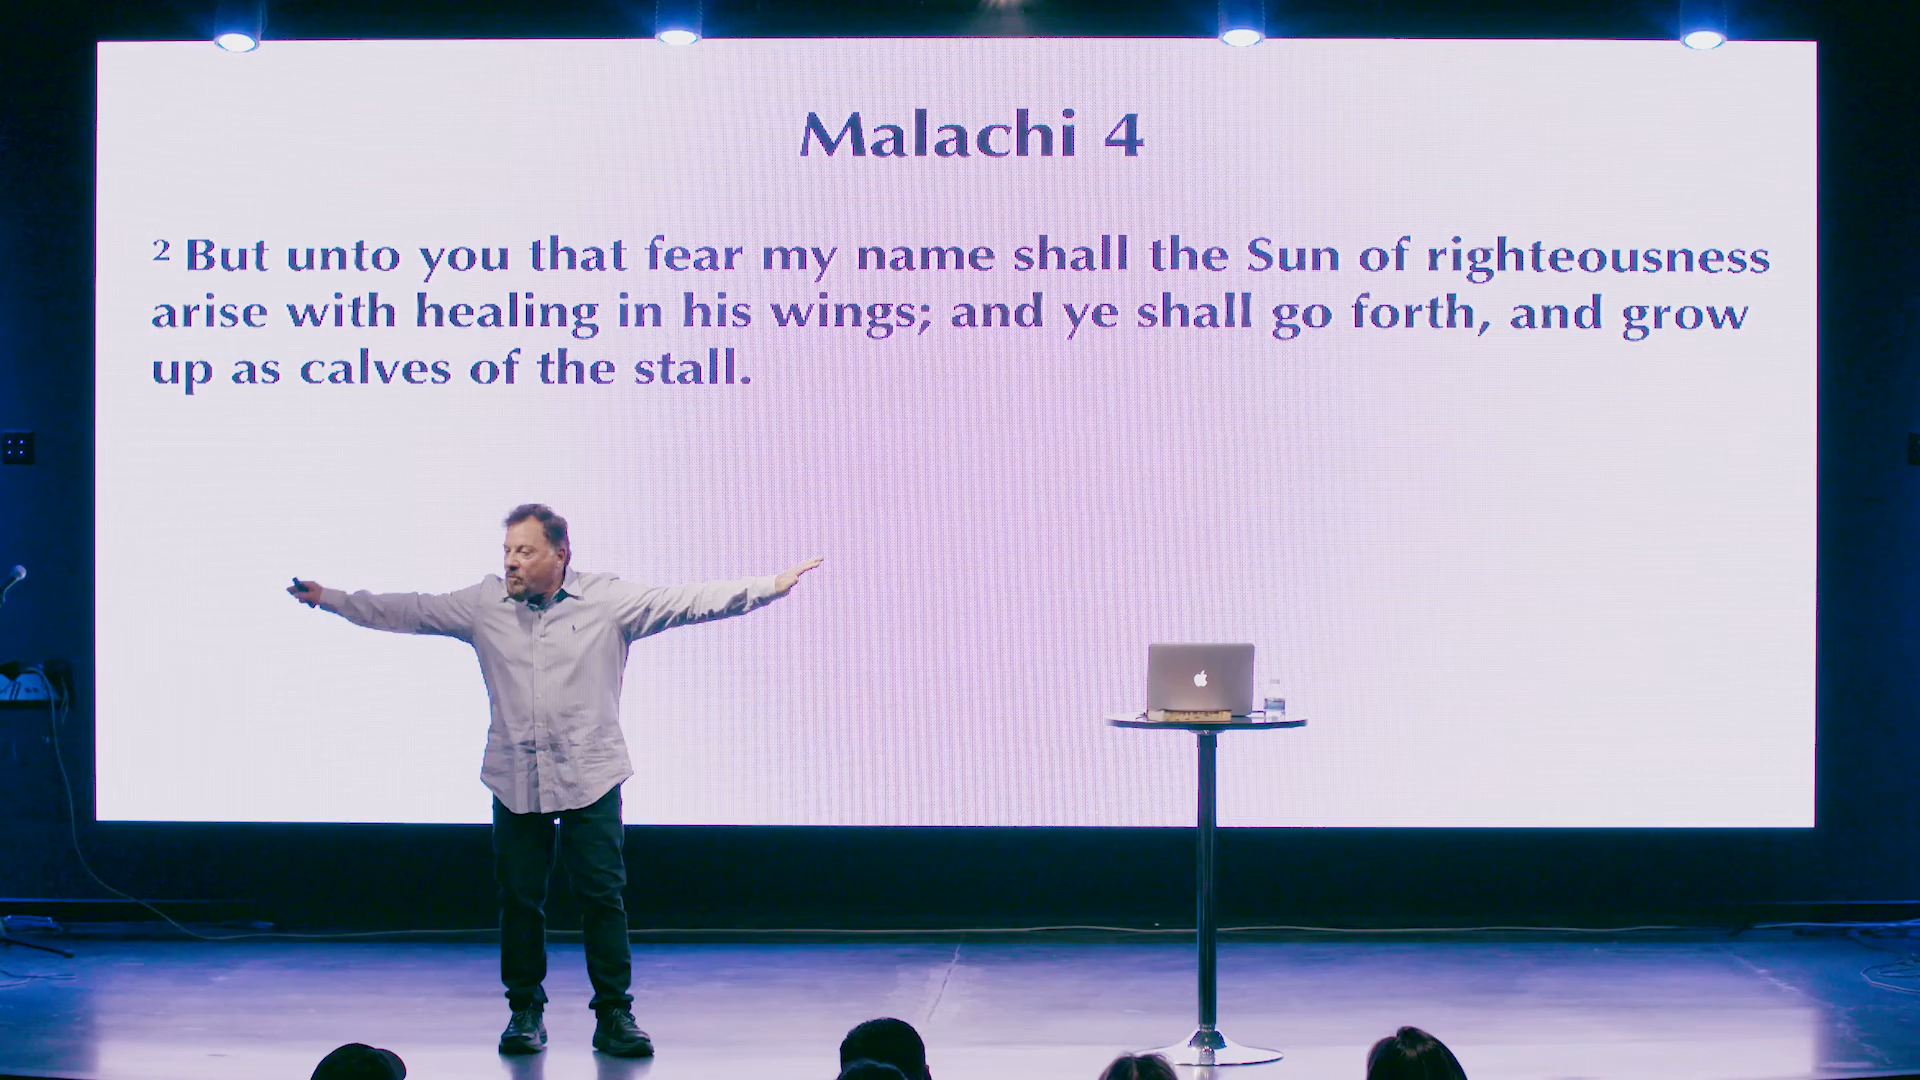 Malachi 4
2 But unto you that fear my name shall the Sun of righteousness
arise with healing in his wings; and ye shall go forth, and grow
up as calves of the stall.